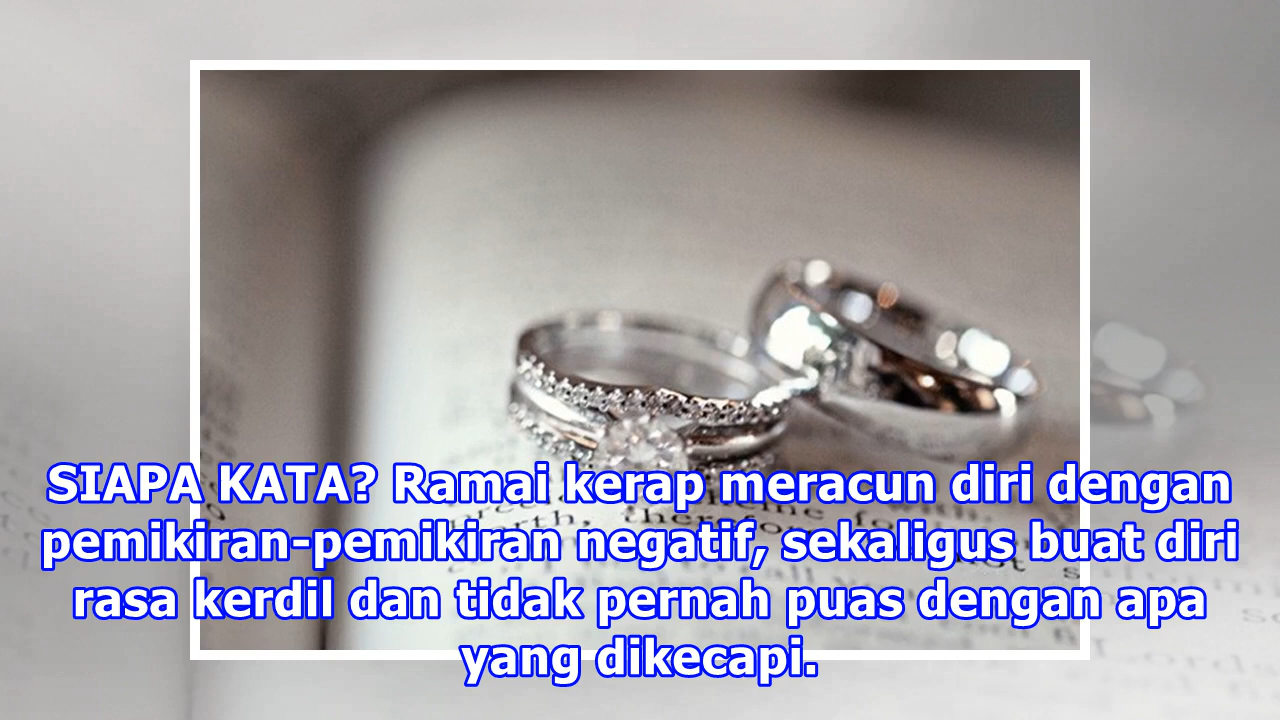 SIAPA KATA? Ramai kerap meracun diri dengan
pemikiran-pemikiran negatif, sekaligus buat diri
rasa kerdil dan tidak pernah puas dengan apa
yang dikecapi.